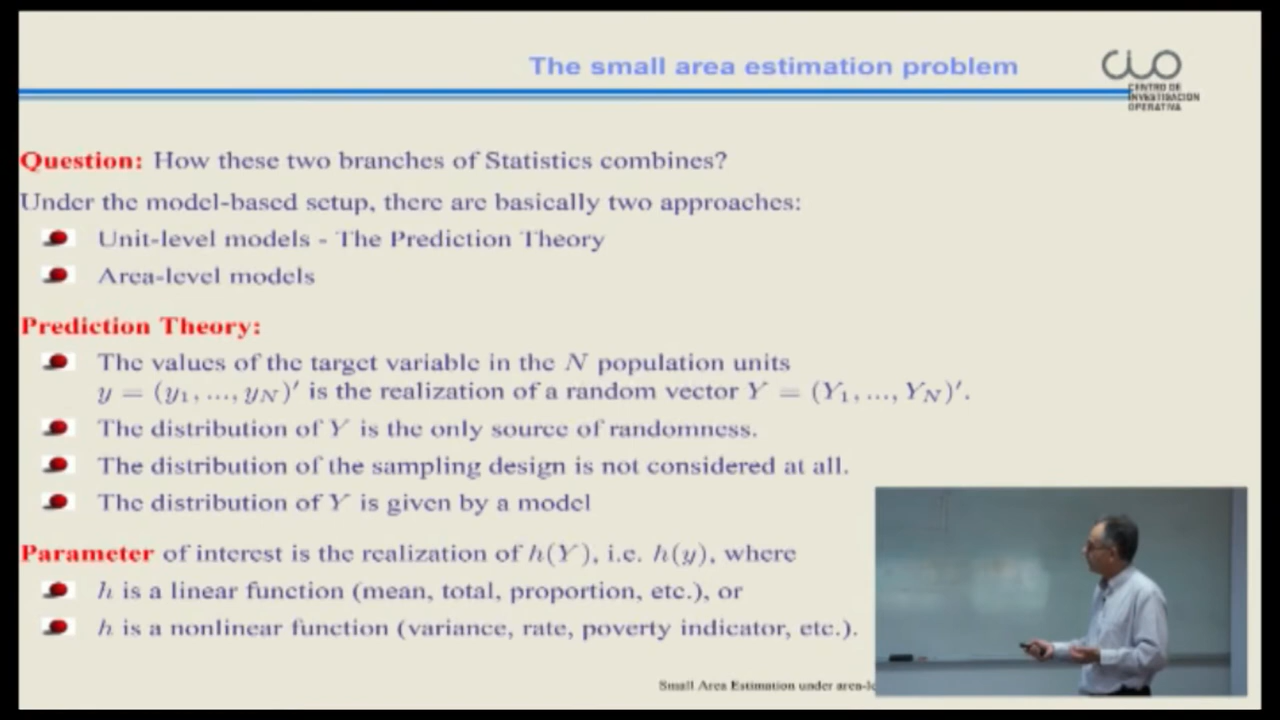 The small area estimation problem
CIO
CENTRO DE
INVESTIGACION
OPERATIVA
Question: How these two branches of Statistics combines?
Under the model-based setup, there are basically two approaches:
Unit-level models - The Prediction Theory
Area-level models
Prediction Theory:
The values of the target variable in the N population units
y = (y₁, ..., y_N)′ is the realization of a random vector Y = (Y₁, ..., Y_N)′.
The distribution of Y is the only source of randomness.
The distribution of the sampling design is not considered at all.
The distribution of Y is given by a model
Parameter of interest is the realization of h(Y), i.e. h(y), where
h is a linear function (mean, total, proportion, etc.), or
h is a nonlinear function (variance, rate, poverty indicator, etc.).
Small Area Estimation under